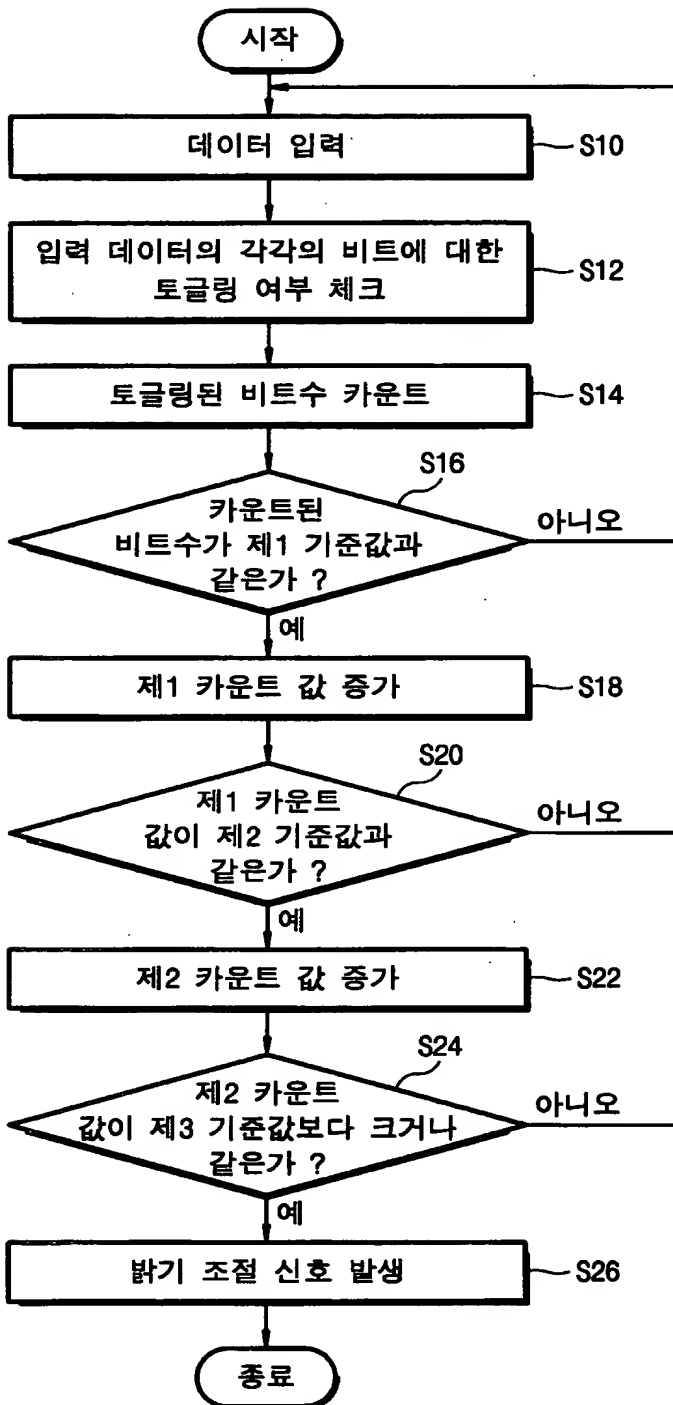 시작
데이터 입력
S10
입력 데이터의 각각의 비트에 대한
토글링 여부 체크
S12
토글링된 비트수 카운트
S14
S16
카운트된
비트수가 제1 기준값과
같은가 ?
아니오
예
제1 카운트 값 증가
S18
S20
제1 카운트
값이 제2 기준값과
같은가 ?
아니오
예
제2 카운트 값 증가
S22
S24
제2 카운트
값이 제3 기준값보다 크거나
같은가 ?
아니오
예
밝기 조절 신호 발생
S26
종료